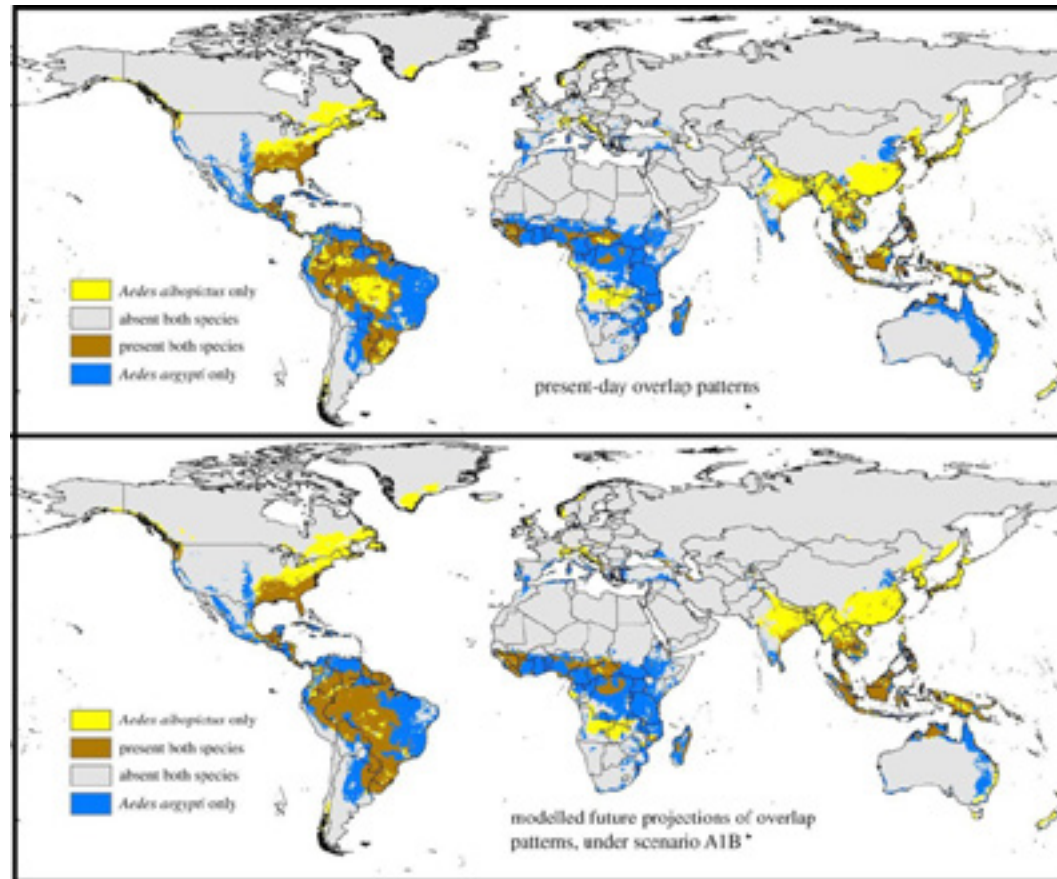 Aedes albopictus only
absent both species
present both species
Aedes aegypti only
present-day overlap patterns
Aedes albopictus only
present both species
absent both species
Aedes aegypti only
modelled future projections of overlap
patterns, under scenario A1B*